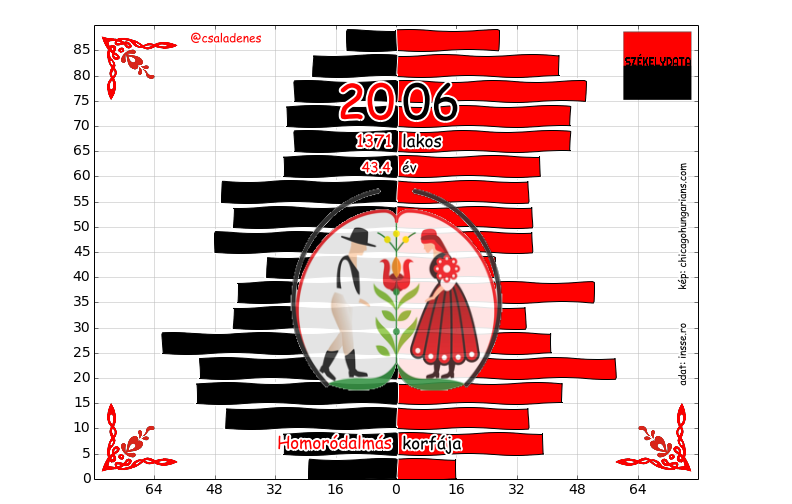 @csaladenes
SZÉKELYDATA
2006
1371 lakos
43.4 év
kép: chicagohungarians.com
adat: insse.ro
Homoródalmás korfája
85
80
75
70
65
60
55
50
45
40
35
30
25
20
15
10
5
0
64 48 32 16 0 16 32 48 64